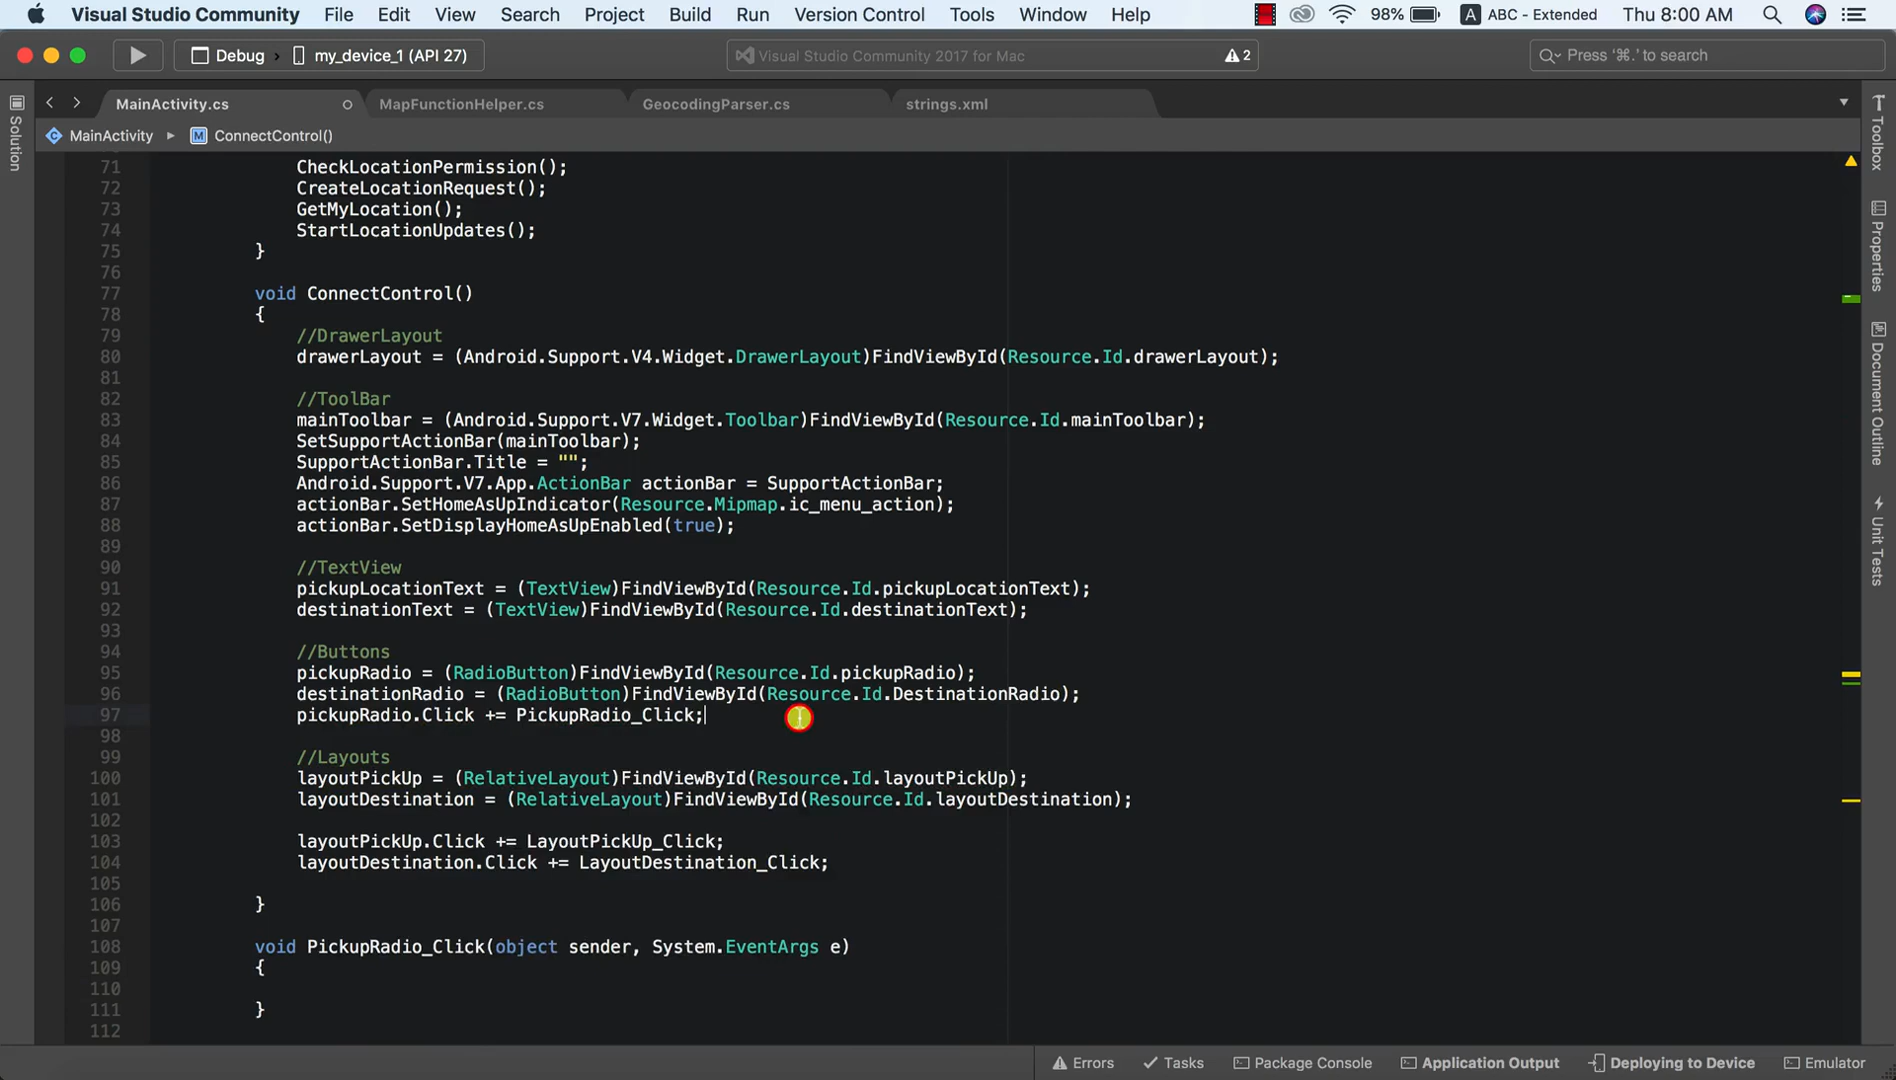 Visual Studio Community File Edit View Search Project Build Run Version Control Tools Window Help 98% A ABC - Extended Thu 8:00 AM
Debug my_device_1 (API 27) Visual Studio Community 2017 for Mac 2 Press ‘⌘.’ to search
MainActivity.cs MapFunctionHelper.cs GeocodingParser.cs strings.xml
MainActivity M ConnectControl()
Solution
Toolbox
Properties
Document Outline
Unit Tests
71 CheckLocationPermission();
72 CreateLocationRequest();
73 GetMyLocation();
74 StartLocationUpdates();
75 }
76
77 void ConnectControl()
78 {
79 //DrawerLayout
80 drawerLayout = (Android.Support.V4.Widget.DrawerLayout)FindViewById(Resource.Id.drawerLayout);
81
82 //ToolBar
83 mainToolbar = (Android.Support.V7.Widget.Toolbar)FindViewById(Resource.Id.mainToolbar);
84 SetSupportActionBar(mainToolbar);
85 SupportActionBar.Title = "";
86 Android.Support.V7.App.ActionBar actionBar = SupportActionBar;
87 actionBar.SetHomeAsUpIndicator(Resource.Mipmap.ic_menu_action);
88 actionBar.SetDisplayHomeAsUpEnabled(true);
89
90 //TextView
91 pickupLocationText = (TextView)FindViewById(Resource.Id.pickupLocationText);
92 destinationText = (TextView)FindViewById(Resource.Id.destinationText);
93
94 //Buttons
95 pickupRadio = (RadioButton)FindViewById(Resource.Id.pickupRadio);
96 destinationRadio = (RadioButton)FindViewById(Resource.Id.DestinationRadio);
97 pickupRadio.Click += PickupRadio_Click;
98
99 //Layouts
100 layoutPickUp = (RelativeLayout)FindViewById(Resource.Id.layoutPickUp);
101 layoutDestination = (RelativeLayout)FindViewById(Resource.Id.layoutDestination);
102
103 layoutPickUp.Click += LayoutPickUp_Click;
104 layoutDestination.Click += LayoutDestination_Click;
105
106 }
107
108 void PickupRadio_Click(object sender, System.EventArgs e)
109 {
110
111 }
112
Errors Tasks Package Console Application Output Deploying to Device Emulator